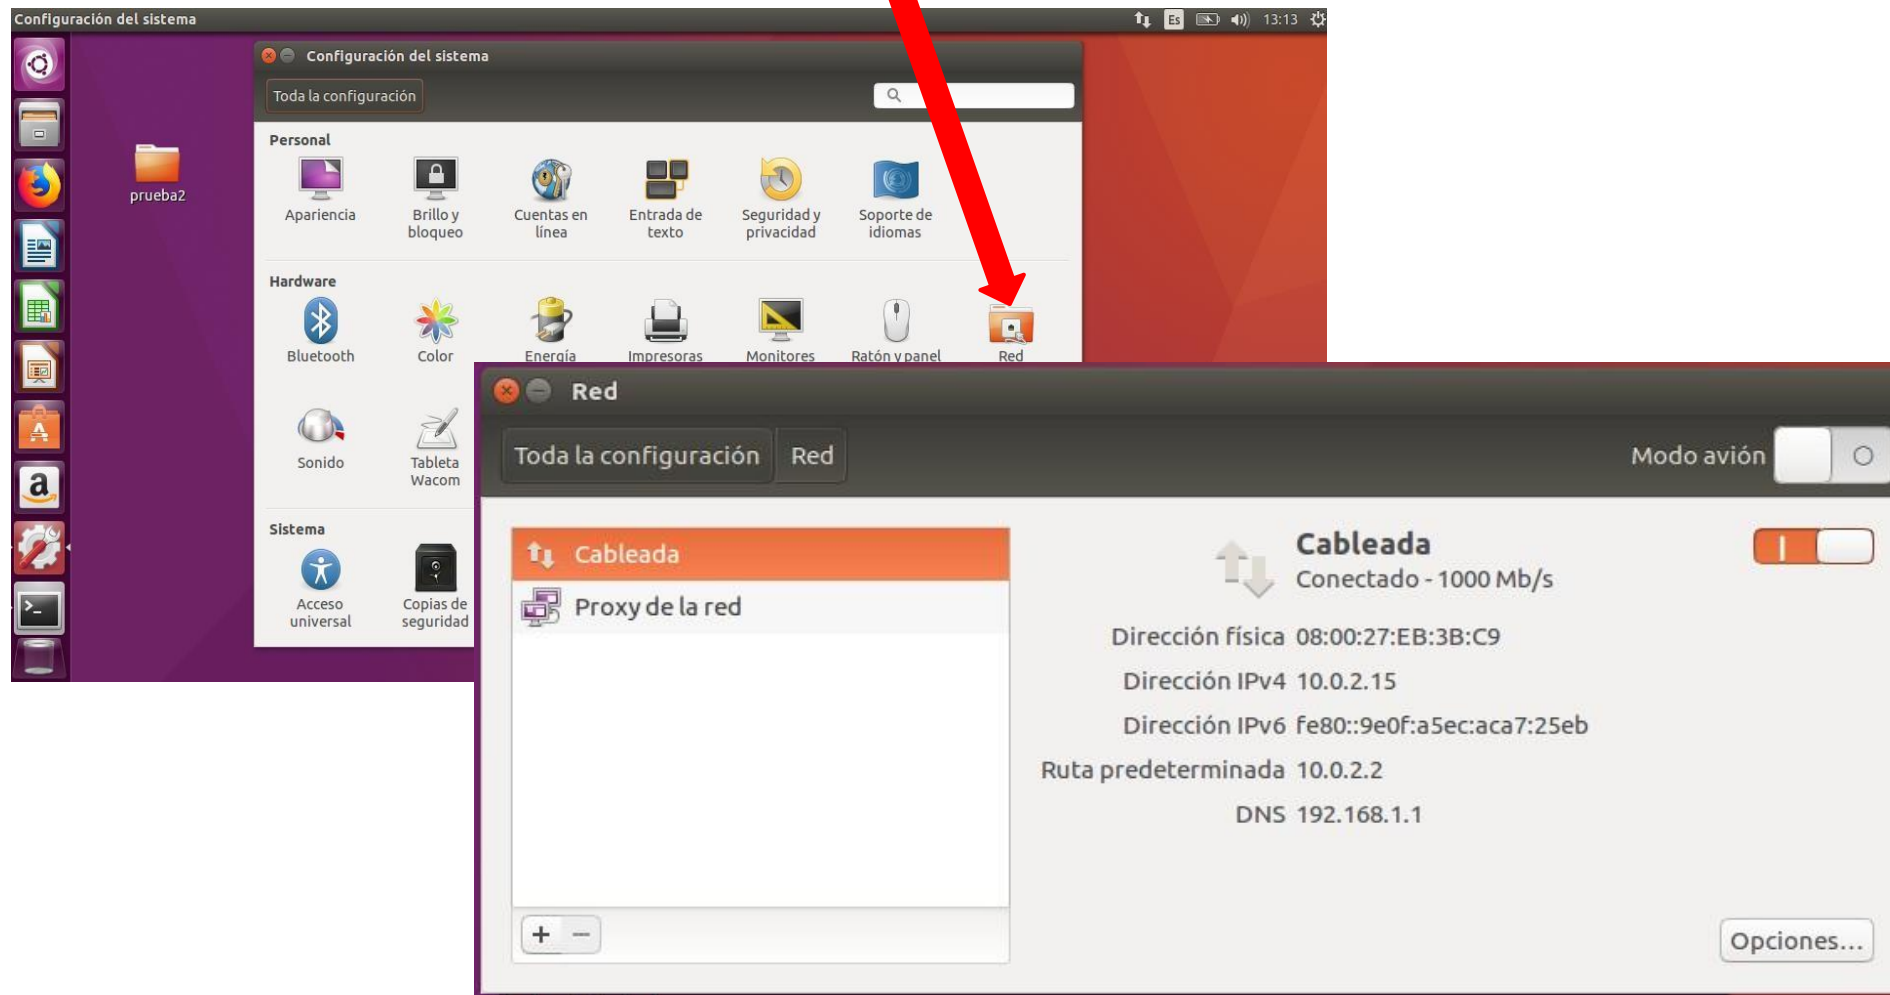 Configuración del sistema
Es
13:13
prueba2
Configuración del sistema
Toda la configuración
Personal
Apariencia
Brillo y
bloqueo
Cuentas en
línea
Entrada de
texto
Seguridad y
privacidad
Soporte de
idiomas
Hardware
Bluetooth
Color
Energía
Impresoras
Monitores
Ratón y panel
Red
Sonido
Tableta
Wacom
Sistema
Acceso
universal
Copias de
seguridad
Red
Toda la configuración
Red
Modo avión
Cableada
Proxy de la red
Cableada
Conectado - 1000 Mb/s
Dirección física 08:00:27:EB:3B:C9
Dirección IPv4 10.0.2.15
Dirección IPv6 fe80::9e0f:a5ec:aca7:25eb
Ruta predeterminada 10.0.2.2
DNS 192.168.1.1
+ −
Opciones...